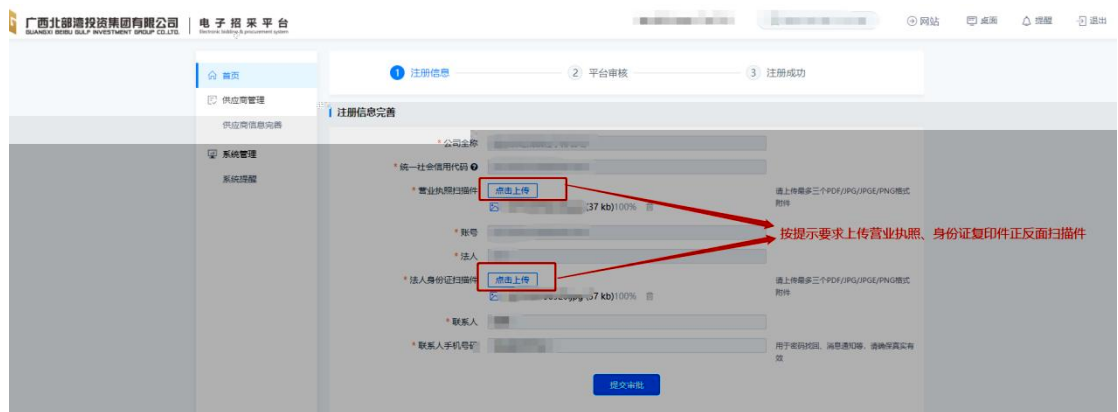 广西北部湾投资集团有限公司
GUANGXI BEIBU GULF INVESTMENT GROUP CO.,LTD.
电子招采平台
Electronic bidding & procurement system
网站
桌面
提醒
退出
首页
供应商管理
供应商信息完善
系统管理
系统提醒
1 注册信息
2 平台审核
3 注册成功
注册信息完善
* 公司全称
* 统一社会信用代码
* 营业执照扫描件 点击上传
请上传最多三个PDF/JPG/JPGE/PNG格式
附件
(37 kb)100%
按提示要求上传营业执照、身份证复印件正反面扫描件
* 账号
* 法人
* 法人身份证扫描件 点击上传
请上传最多三个PDF/JPG/JPGE/PNG格式
附件
jpg (37 kb)100%
* 联系人
* 联系人手机号码
用于密码找回、消息通知等，请确保真实有
效
提交审批